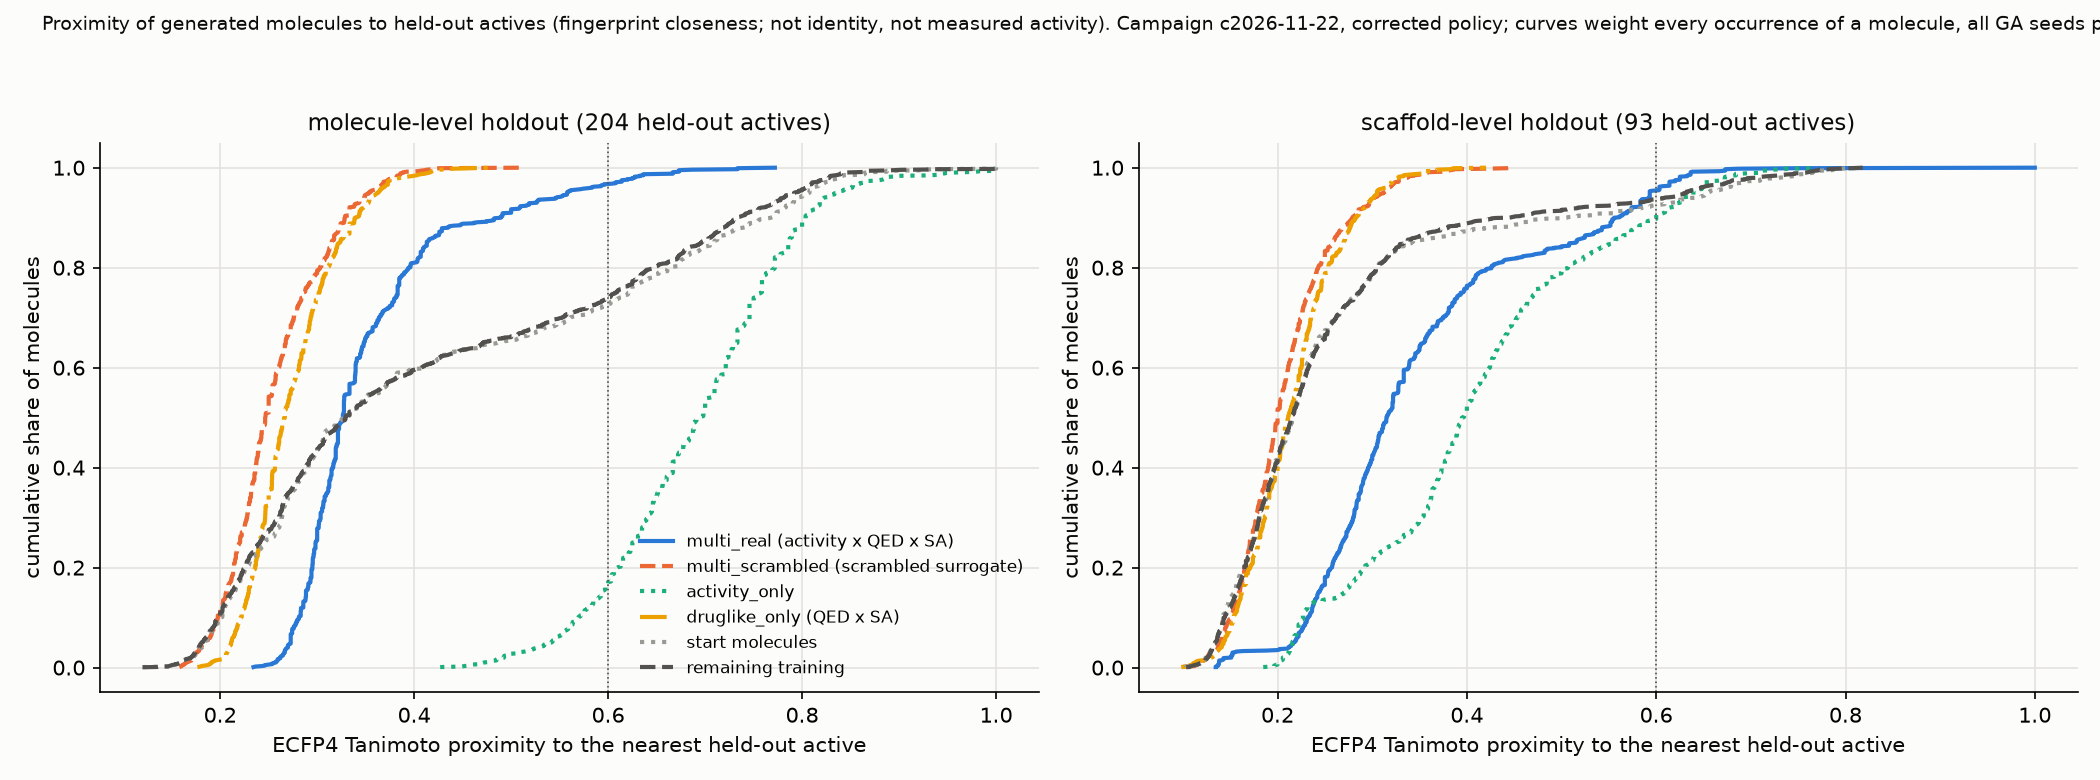 Proximity of generated molecules to held-out actives (fingerprint closeness; not identity, not measured activity). Campaign c2026-11-22, corrected policy; curves weight every occurrence of a molecule, all GA seeds
molecule-level holdout (204 held-out actives)
cumulative share of molecules
1.0
0.8
0.6
0.4
0.2
0.0
multi_real (activity x QED x SA)
multi_scrambled (scrambled surrogate)
activity_only
druglike_only (QED x SA)
start molecules
remaining training
0.2
0.4
0.6
0.8
1.0
ECFP4 Tanimoto proximity to the nearest held-out active
scaffold-level holdout (93 held-out actives)
cumulative share of molecules
1.0
0.8
0.6
0.4
0.2
0.0
0.2
0.4
0.6
0.8
1.0
ECFP4 Tanimoto proximity to the nearest held-out active